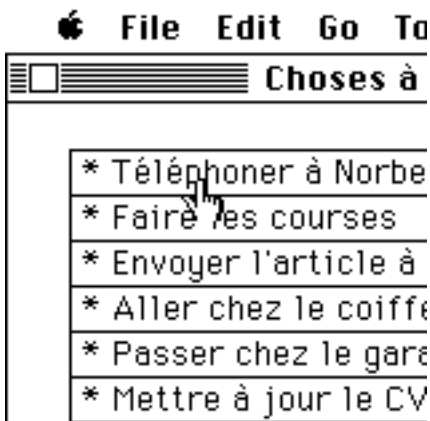 File Edit Go To
Choses à
* Téléphoner à Norbe
* Faire les courses
* Envoyer l'article à
* Aller chez le coiffe
* Passer chez le gara
* Mettre à jour le CV